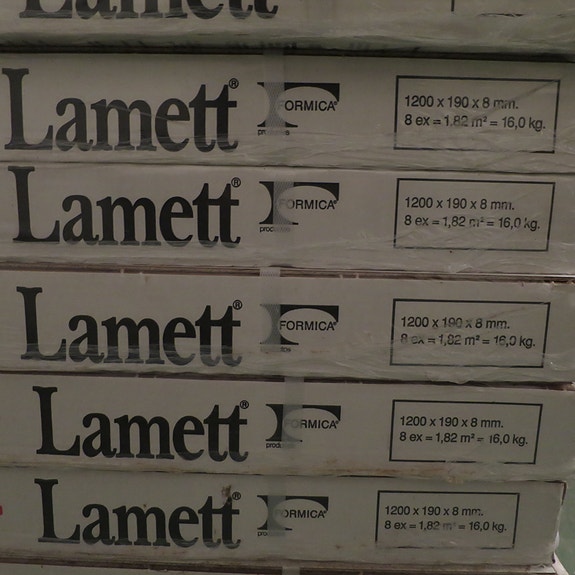 Lamett
Lamett® FORMICA®
productos
1200 x 190 x 8 mm.
8 ex = 1,82 m² = 16,0 kg.
Lamett® FORMICA®
1200 x 190 x 8 mm.
8 ex = 1,82 m² = 16,0 kg.
Lamett® FORMICA®
1200 x 190 x 8 mm.
8 ex = 1,82 m² = 16,0 kg.
Lamett® FORMICA®
1200 x 190 x 8 mm.
8 ex = 1,82 m² = 16,0 kg.
Lamett® FORMICA®
1200 x 190 x 8 mm.
8 ex = 1,82 m² = 16,0 kg.